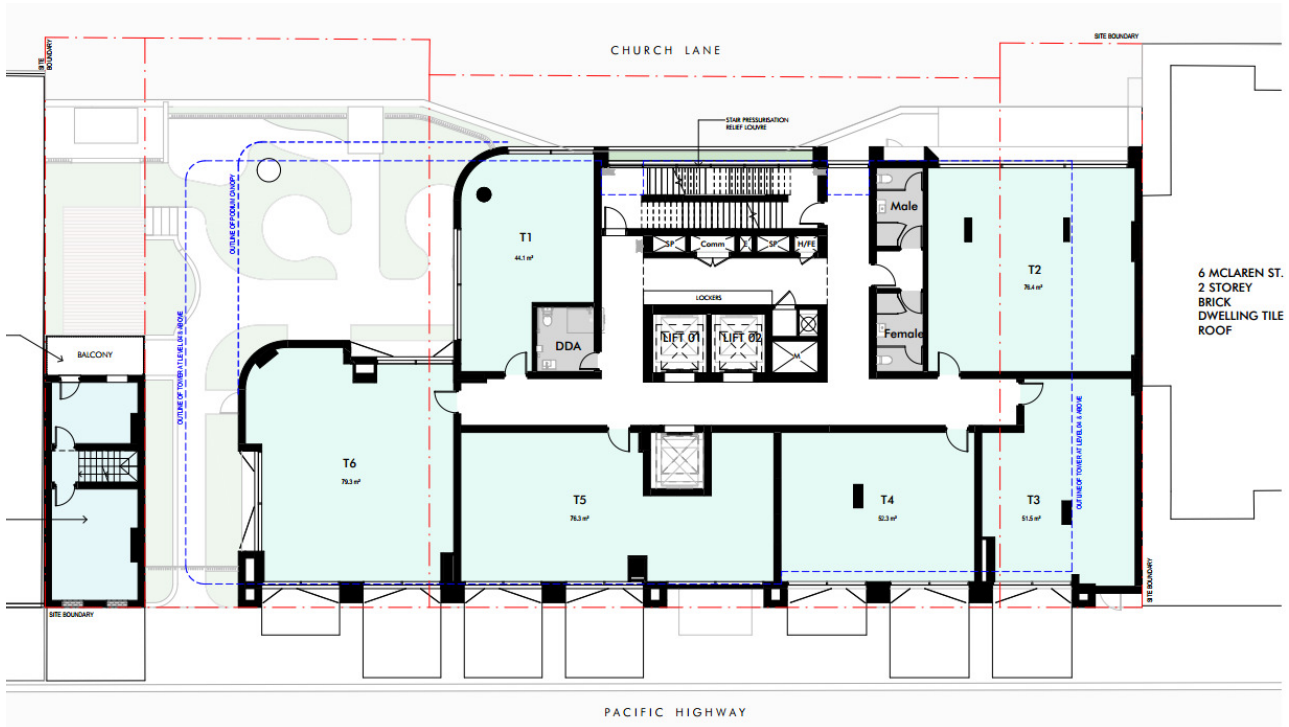 CHURCH LANE
SITE BOUNDARY
SITE
BOUNDARY
STAIR PRESSURISATION
RELIEF LOUVRE
OUTLINE OF PODIUM CANOPY
OUTLINE OF TOWER AT LEVEL 04 & ABOVE
T1
44.1 m²
SP
Comm
E
SP
H/FE
Male
T2
76.4 m²
6 MCLAREN ST.
2 STOREY
BRICK
DWELLING TILE
ROOF
LOCKERS
DDA
LIFT 01
LIFT 02
M
Female
BALCONY
OUTLINE OF TOWER AT LEVEL 04 & ABOVE
T6
79.3 m²
T5
76.3 m²
T4
52.3 m²
T3
51.5 m²
SITE BOUNDARY
SITE BOUNDARY
PACIFIC HIGHWAY